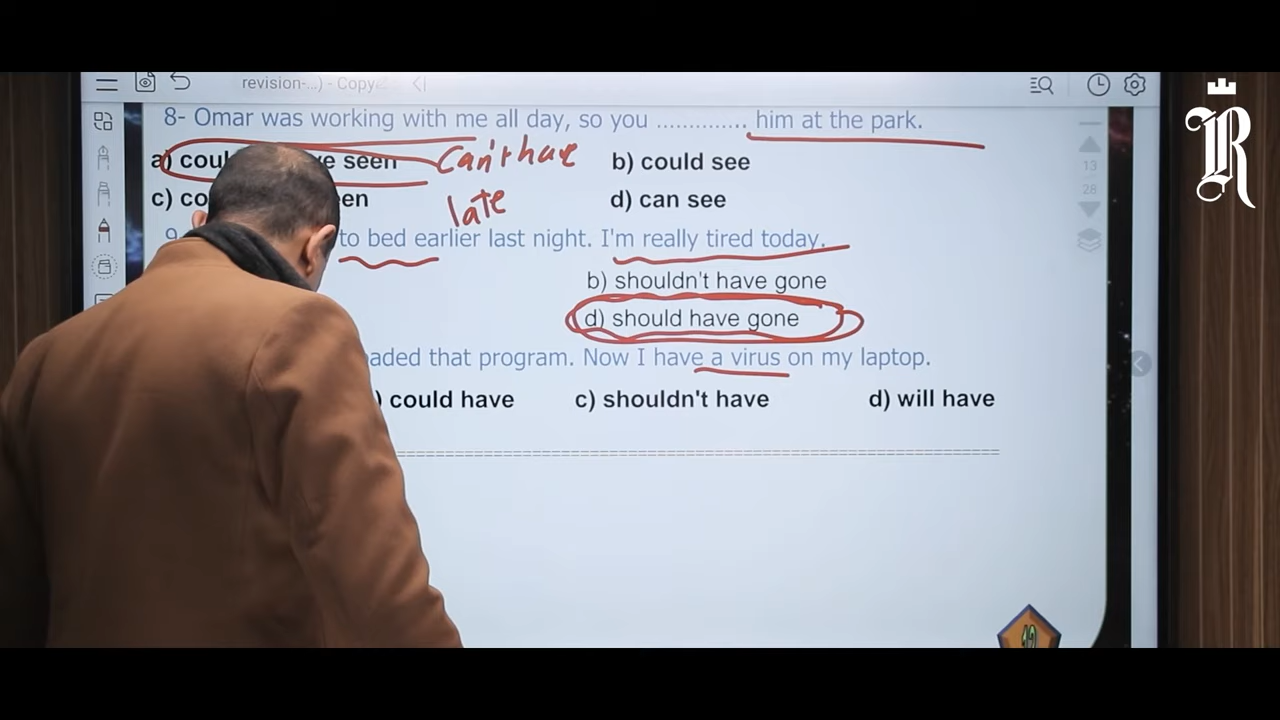 revision-...) - Copy
8- Omar was working with me all day, so you .............. him at the park.
a) coul ve seen can't have b) could see
c) co en late d) can see
9- to bed earlier last night. I'm really tired today.
b) shouldn't have gone
d) should have gone
aded that program. Now I have a virus on my laptop.
) could have c) shouldn't have d) will have
13
28
12
R